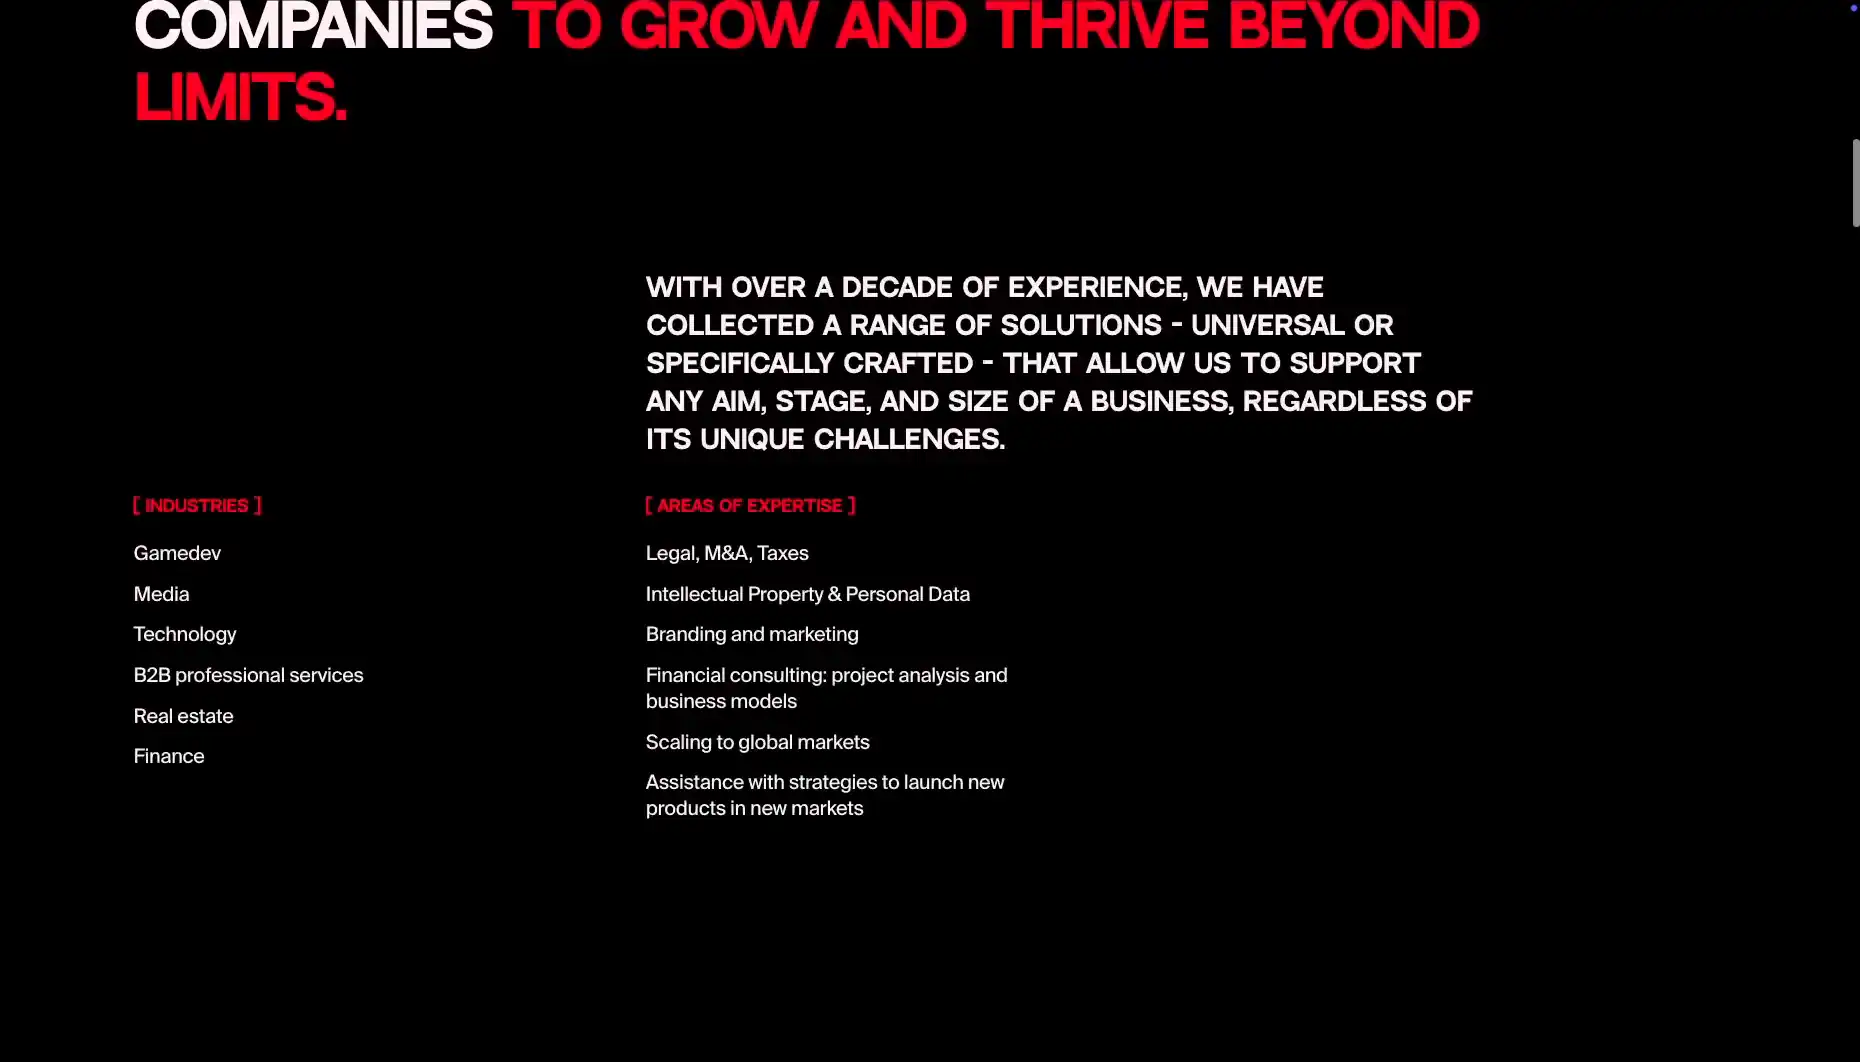 COMPANIES TO GROW AND THRIVE BEYOND
LIMITS.
WITH OVER A DECADE OF EXPERIENCE, WE HAVE
COLLECTED A RANGE OF SOLUTIONS - UNIVERSAL OR
SPECIFICALLY CRAFTED - THAT ALLOW US TO SUPPORT
ANY AIM, STAGE, AND SIZE OF A BUSINESS, REGARDLESS OF
ITS UNIQUE CHALLENGES.
[ INDUSTRIES ]
Gamedev
Media
Technology
B2B professional services
Real estate
Finance
[ AREAS OF EXPERTISE ]
Legal, M&A, Taxes
Intellectual Property & Personal Data
Branding and marketing
Financial consulting: project analysis and
business models
Scaling to global markets
Assistance with strategies to launch new
products in new markets